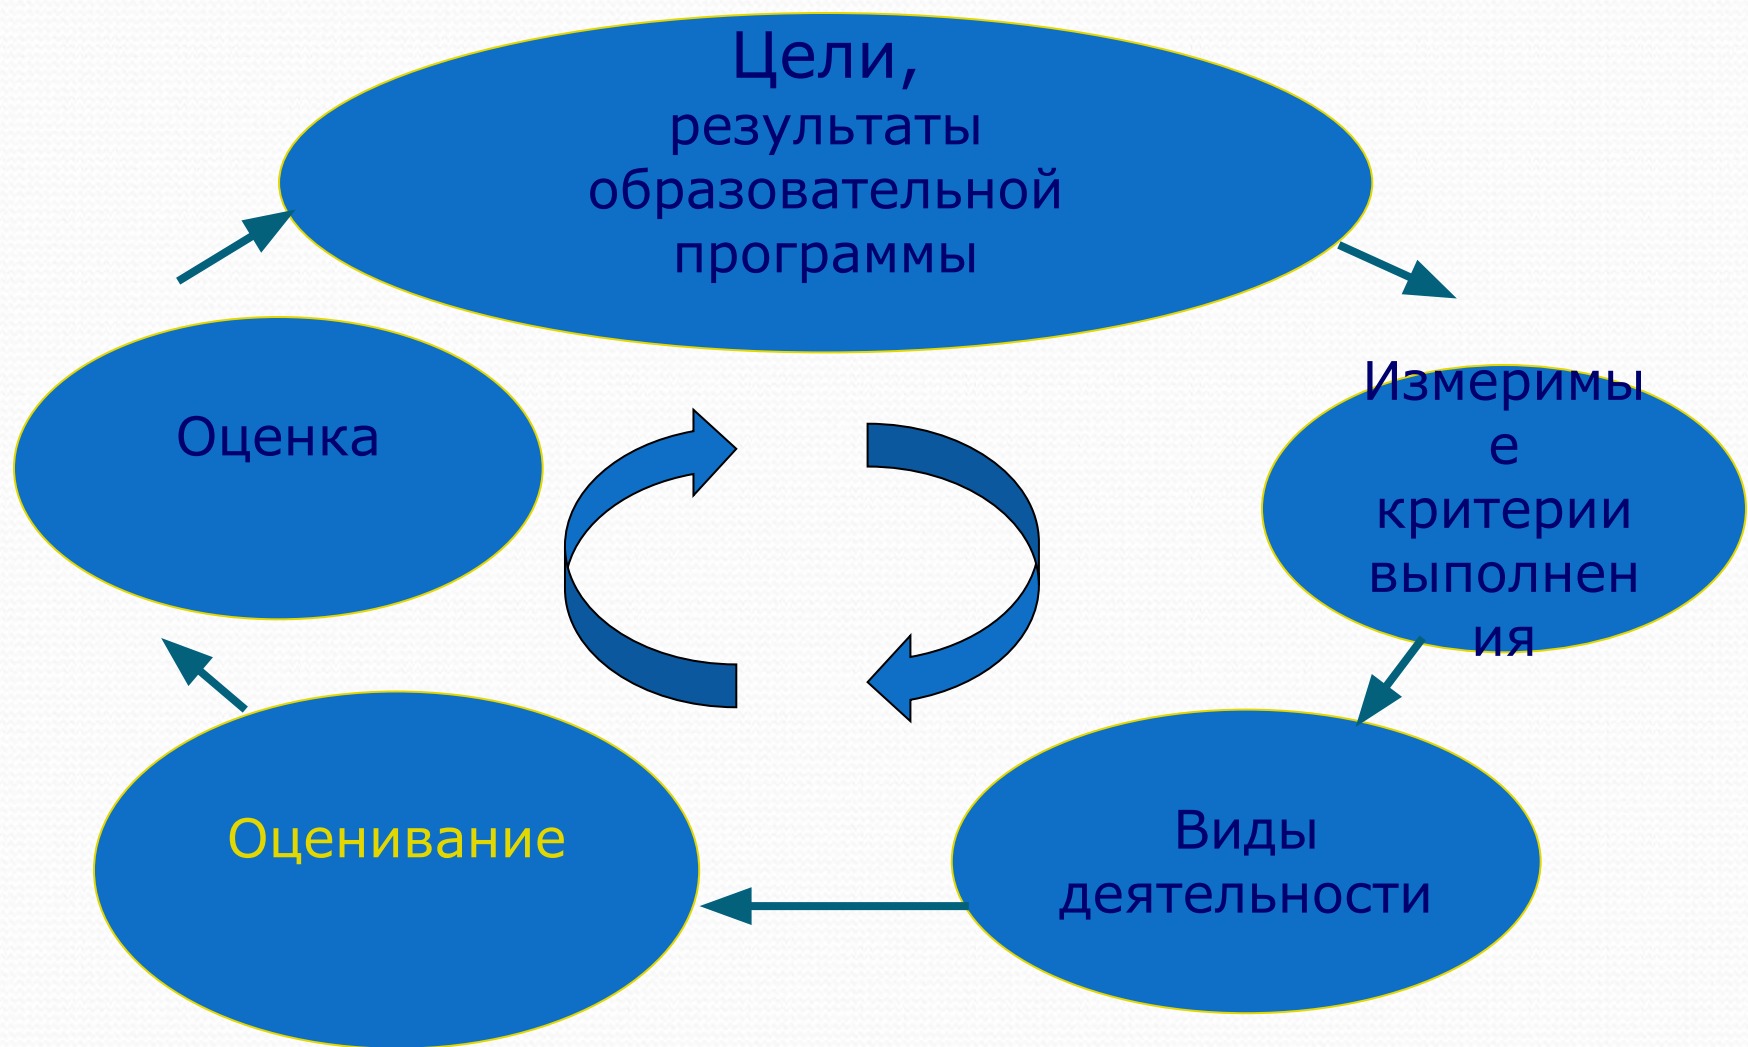 Цели,
результаты
образовательной
программы
Оценка
Измеримы
е
критерии
выполнен
ия
Оценивание
Виды
деятельности